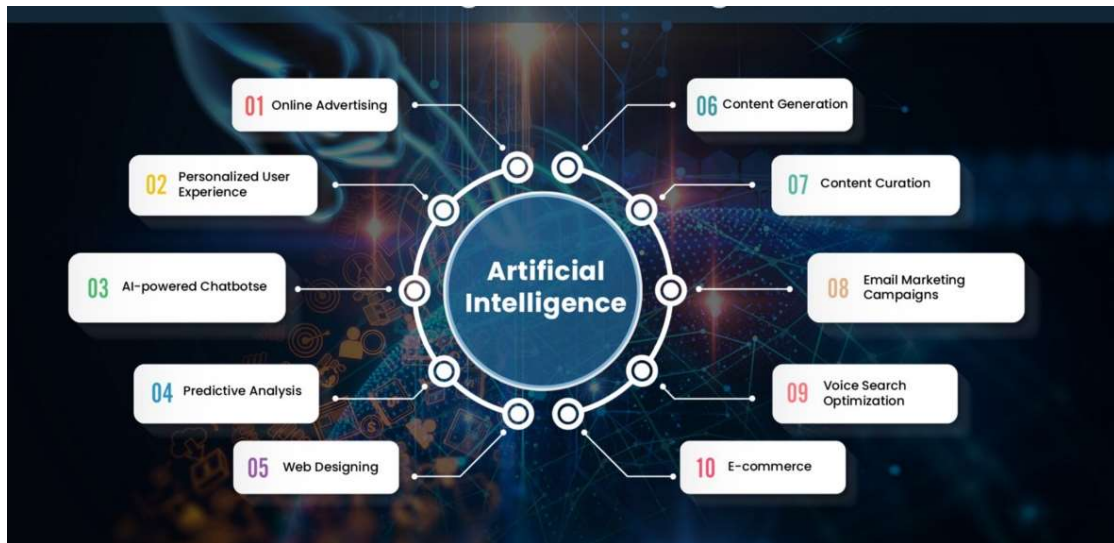 Artificial
Intelligence
01 Online Advertising
02 Personalized User
Experience
03 AI-powered Chatbotse
04 Predictive Analysis
05 Web Designing
06 Content Generation
07 Content Curation
08 Email Marketing
Campaigns
09 Voice Search
Optimization
10 E-commerce